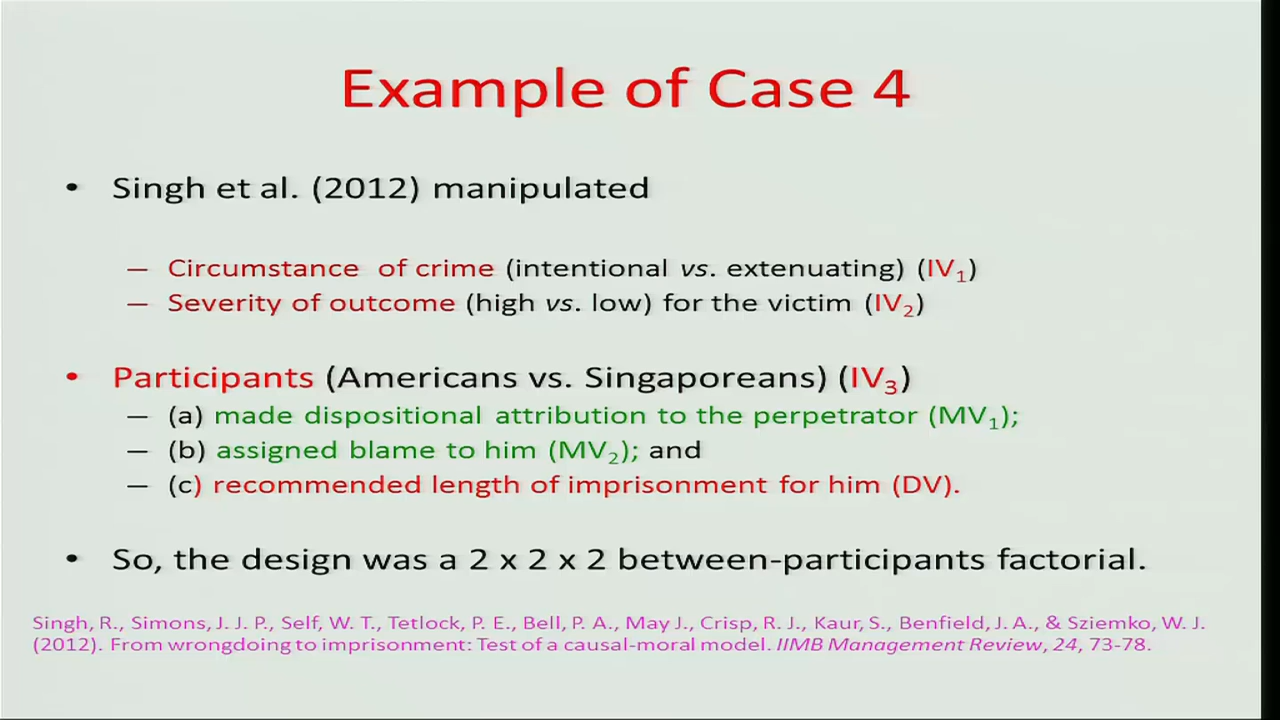 Example of Case 4
• Singh et al. (2012) manipulated
– Circumstance of crime (intentional vs. extenuating) (IV1)
– Severity of outcome (high vs. low) for the victim (IV2)
• Participants (Americans vs. Singaporeans) (IV3)
– (a) made dispositional attribution to the perpetrator (MV1);
– (b) assigned blame to him (MV2); and
– (c) recommended length of imprisonment for him (DV).
• So, the design was a 2 x 2 x 2 between-participants factorial.
Singh, R., Simons, J. J. P., Self, W. T., Tetlock, P. E., Bell, P. A., May J., Crisp, R. J., Kaur, S., Benfield, J. A., & Sziemko, W. J.
(2012). From wrongdoing to imprisonment: Test of a causal-moral model. IIMB Management Review, 24, 73-78.